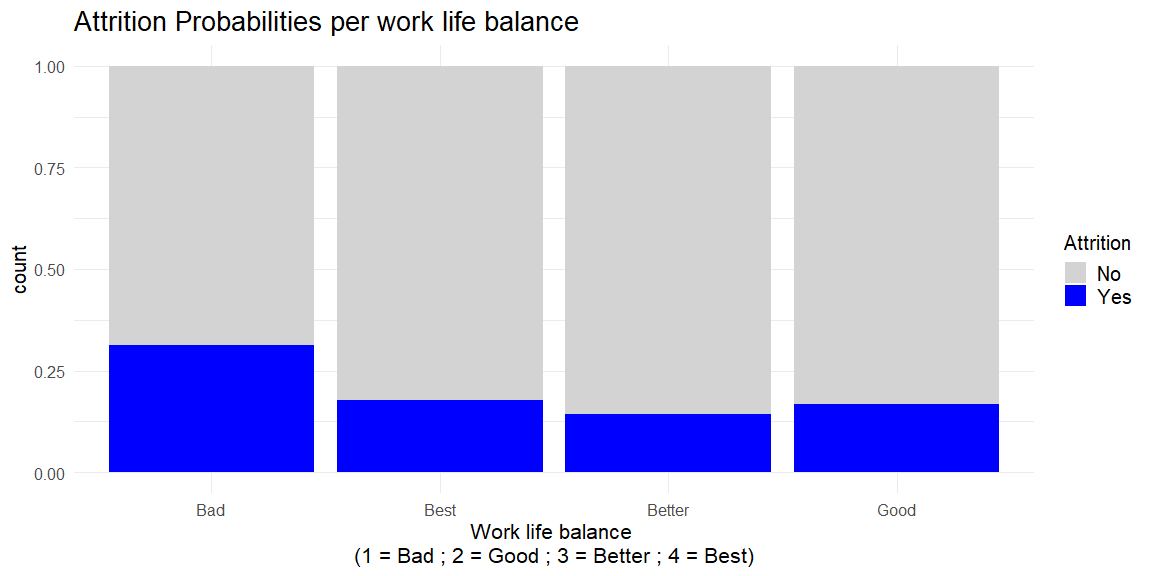 Attrition Probabilities per work life balance
1.00
0.75
0.50
0.25
0.00
count
Bad
Best
Better
Good
Work life balance
(1 = Bad ; 2 = Good ; 3 = Better ; 4 = Best)
Attrition
No
Yes